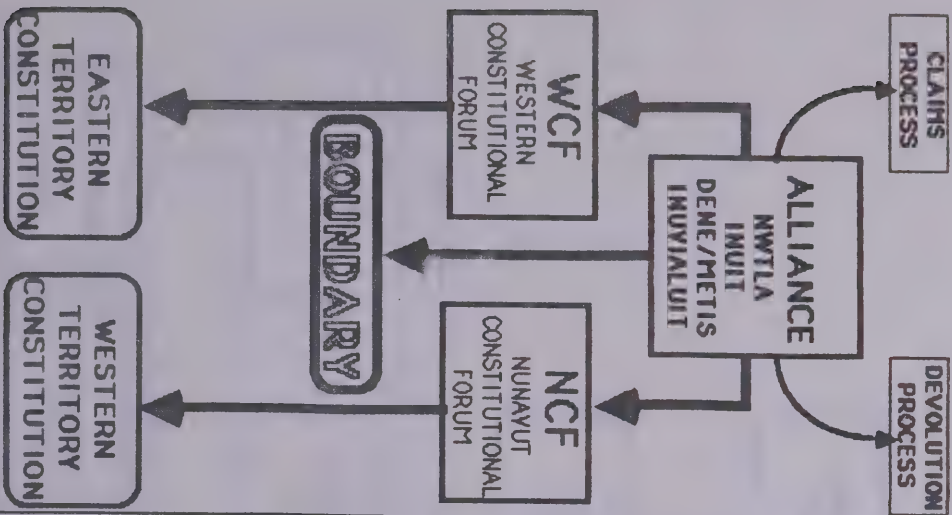 CLAIMS
PROCESS
DEVOLUTION
PROCESS
ALLIANCE
NWTLA
INUIT
DENE/METIS
INUVIALUIT
WCF
WESTERN
CONSTITUTIONAL
FORUM
NCF
NUNAVUT
CONSTITUTIONAL
FORUM
BOUNDARY
EASTERN
TERRITORY
CONSTITUTION
WESTERN
TERRITORY
CONSTITUTION